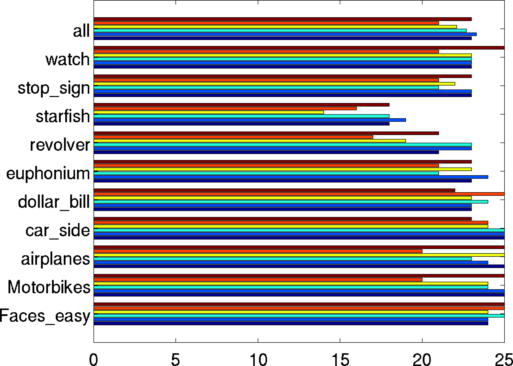 all
watch
stop_sign
starfish
revolver
euphonium
dollar_bill
car_side
airplanes
Motorbikes
Faces_easy
0 5 10 15 20 25